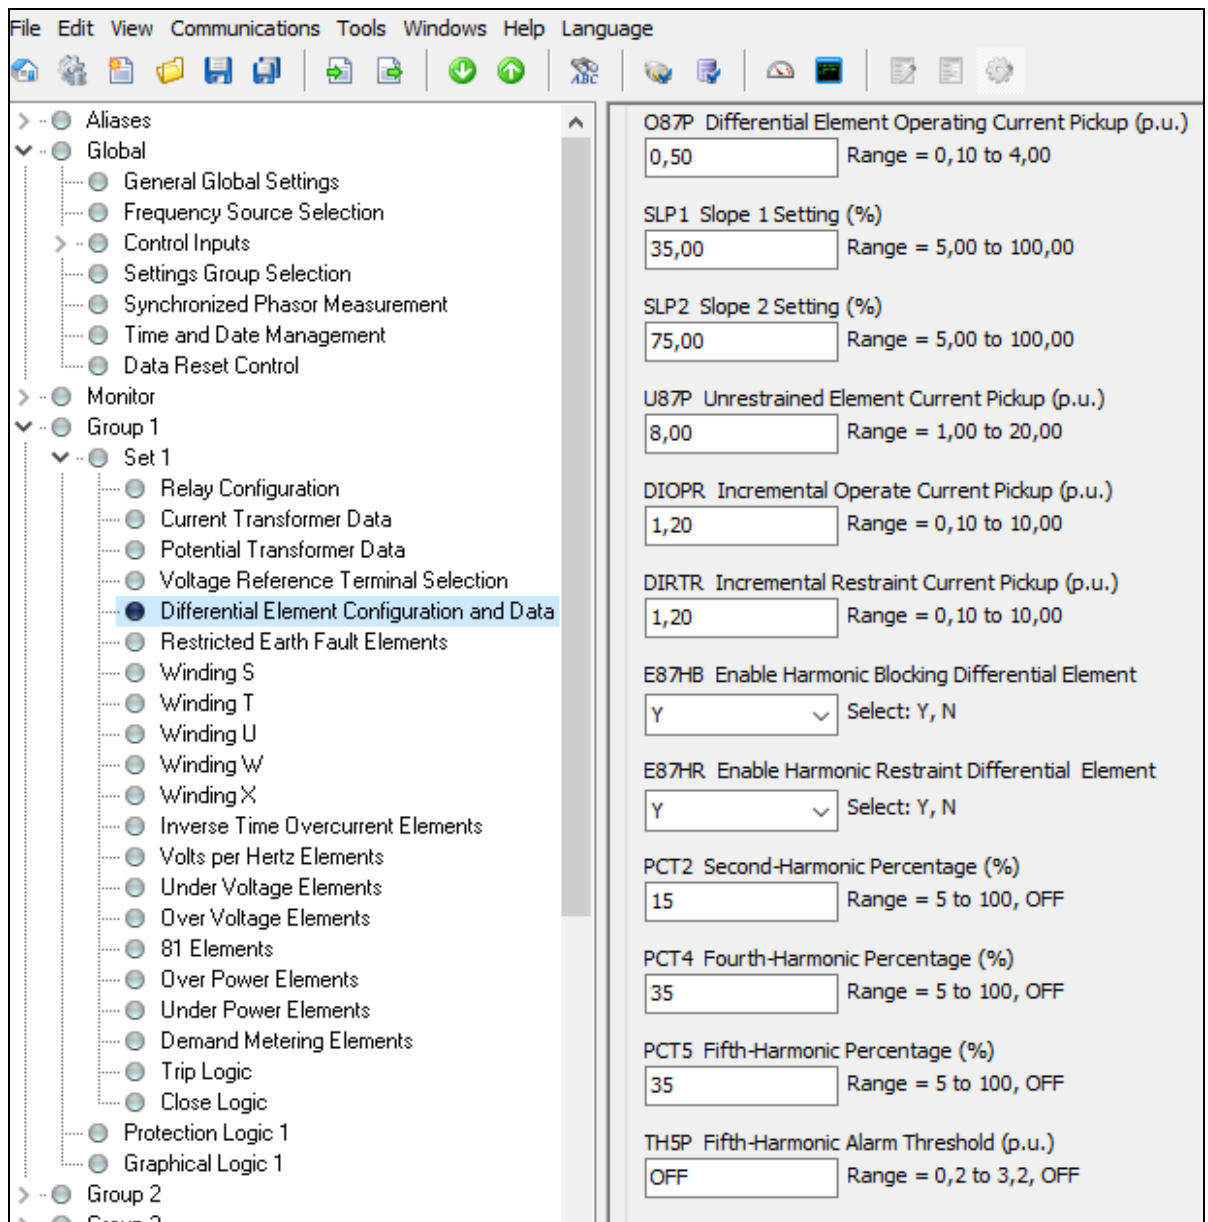 File Edit View Communications Tools Windows Help Language
ABC
Aliases
Global
General Global Settings
Frequency Source Selection
Control Inputs
Settings Group Selection
Synchronized Phasor Measurement
Time and Date Management
Data Reset Control
Monitor
Group 1
Set 1
Relay Configuration
Current Transformer Data
Potential Transformer Data
Voltage Reference Terminal Selection
Differential Element Configuration and Data
Restricted Earth Fault Elements
Winding S
Winding T
Winding U
Winding W
Winding X
Inverse Time Overcurrent Elements
Volts per Hertz Elements
Under Voltage Elements
Over Voltage Elements
81 Elements
Over Power Elements
Under Power Elements
Demand Metering Elements
Trip Logic
Close Logic
Protection Logic 1
Graphical Logic 1
Group 2
O87P Differential Element Operating Current Pickup (p.u.)
0,50 Range = 0,10 to 4,00
SLP1 Slope 1 Setting (%)
35,00 Range = 5,00 to 100,00
SLP2 Slope 2 Setting (%)
75,00 Range = 5,00 to 100,00
U87P Unrestrained Element Current Pickup (p.u.)
8,00 Range = 1,00 to 20,00
DIOPR Incremental Operate Current Pickup (p.u.)
1,20 Range = 0,10 to 10,00
DIRTR Incremental Restraint Current Pickup (p.u.)
1,20 Range = 0,10 to 10,00
E87HB Enable Harmonic Blocking Differential Element
Y Select: Y, N
E87HR Enable Harmonic Restraint Differential Element
Y Select: Y, N
PCT2 Second-Harmonic Percentage (%)
15 Range = 5 to 100, OFF
PCT4 Fourth-Harmonic Percentage (%)
35 Range = 5 to 100, OFF
PCT5 Fifth-Harmonic Percentage (%)
35 Range = 5 to 100, OFF
TH5P Fifth-Harmonic Alarm Threshold (p.u.)
OFF Range = 0,2 to 3,2, OFF